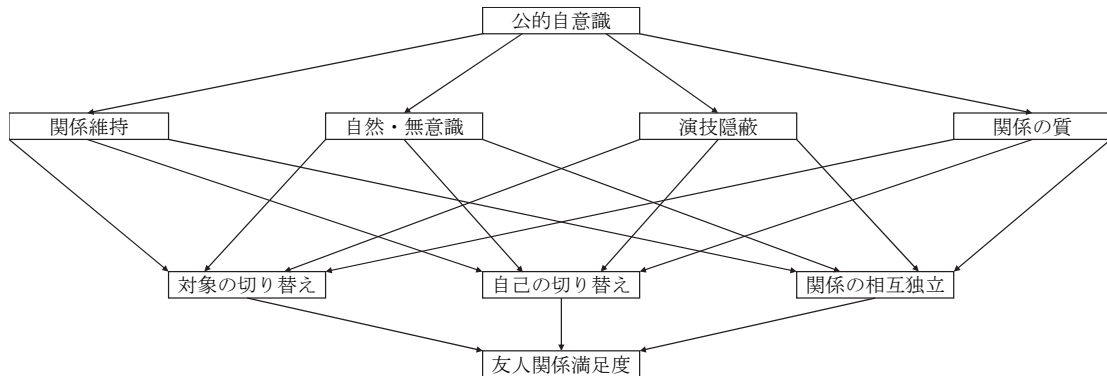 公的自意識
関係維持
自然・無意識
演技隠蔽
関係の質
対象の切り替え
自己の切り替え
関係の相互独立
友人関係満足度